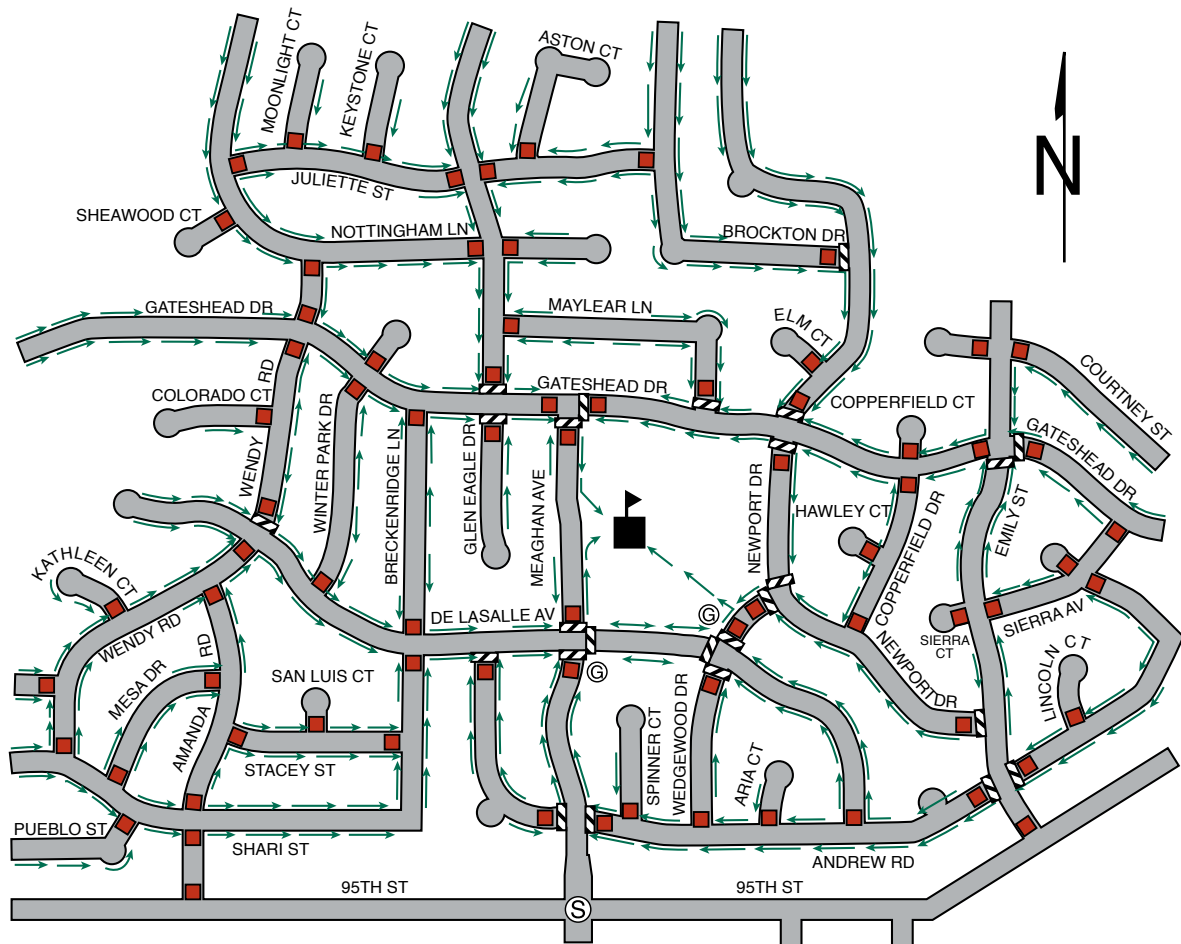 MOONLIGHT CT
KEYSTONE CT
ASTON CT
N
JULIETTE ST
SHEAWOOD CT
NOTTINGHAM LN
BROCKTON DR
GATESHEAD DR
MAYLEAR LN
ELM CT
COURTNEY ST
GATESHEAD DR
COLORADO CT
WENDY RD
WINTER PARK DR
BRECKENRIDGE LN
GLEN EAGLE DR
MEAGHAN AVE
NEWPORT DR
COPPERFIELD CT
GATESHEAD DR
HAWLEY CT
COPPERFIELD DR
EMILY ST
KATHLEEN CT
WENDY RD
DE LASALLE AV
G
SIERRA CT
SIERRA AV
NEWPORT DR
LINCOLN CT
MESA DR
AMANDA RD
SAN LUIS CT
G
SPINNER CT
WEDGEWOOD DR
ARIA CT
STACEY ST
PUEBLO ST
SHARI ST
ANDREW RD
95TH ST
S
95TH ST